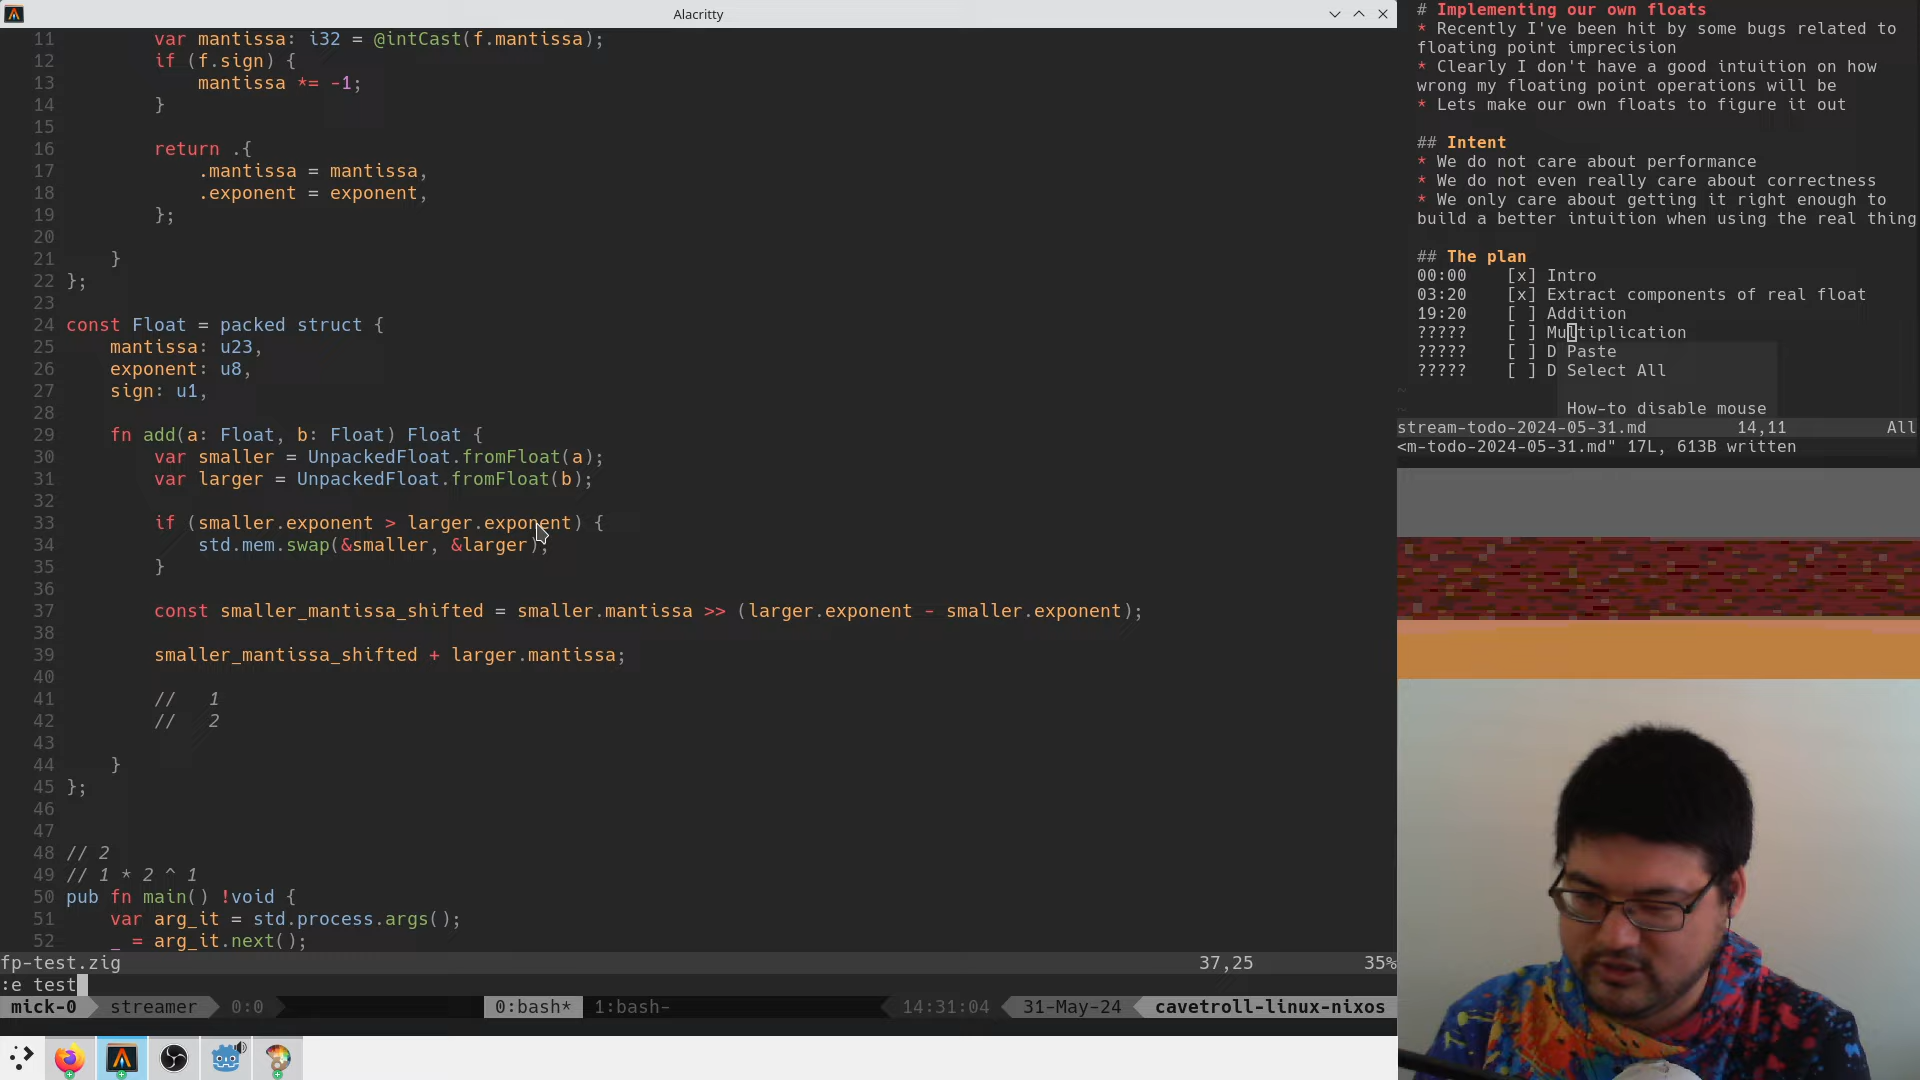 Alacritty
11 var mantissa: i32 = @intCast(f.mantissa);
12 if (f.sign) {
13 mantissa *= -1;
14 }
15
16 return .{
17 .mantissa = mantissa,
18 .exponent = exponent,
19 };
20
21 }
22 };
23
24 const Float = packed struct {
25 mantissa: u23,
26 exponent: u8,
27 sign: u1,
28
29 fn add(a: Float, b: Float) Float {
30 var smaller = UnpackedFloat.fromFloat(a);
31 var larger = UnpackedFloat.fromFloat(b);
32
33 if (smaller.exponent > larger.exponent) {
34 std.mem.swap(&smaller, &larger);
35 }
36
37 const smaller_mantissa_shifted = smaller.mantissa >> (larger.exponent - smaller.exponent);
38
39 smaller_mantissa_shifted + larger.mantissa;
40
41 // 1
42 // 2
43
44 }
45 };
46
47
48 // 2
49 // 1 * 2 ^ 1
50 pub fn main() !void {
51 var arg_it = std.process.args();
52 _ = arg_it.next();
fp-test.zig 37,25 35%
:e test
mick-0 streamer 0:0 0:bash* 1:bash- 14:31:04 31-May-24 cavetroll-linux-nixos
# Implementing our own floats
* Recently I've been hit by some bugs related to
floating point imprecision
* Clearly I don't have a good intuition on how
wrong my floating point operations will be
* Lets make our own floats to figure it out
## Intent
* We do not care about performance
* We do not even really care about correctness
* We only care about getting it right enough to
build a better intuition when using the real thing
## The plan
00:00 [x] Intro
03:20 [x] Extract components of real float
19:20 [ ] Addition
????? [ ] Multiplication
????? [ ] D Paste
????? [ ] D Select All
~
~ How-to disable mouse
stream-todo-2024-05-31.md 14,11 All
<m-todo-2024-05-31.md" 17L, 613B written